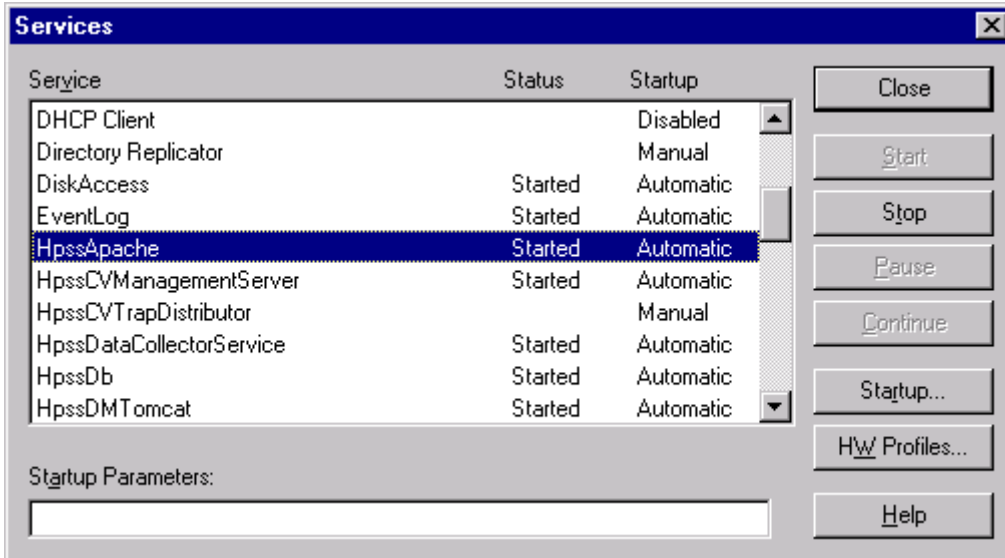 Services
Service Status Startup
DHCP Client Disabled
Directory Replicator Manual
DiskAccess Started Automatic
EventLog Started Automatic
HpssApache Started Automatic
HpssCVManagementServer Started Automatic
HpssCVTrapDistributor Manual
HpssDataCollectorService Started Automatic
HpssDb Started Automatic
HpssDMTomcat Started Automatic
Startup Parameters:
Close
Start
Stop
Pause
Continue
Startup...
HW Profiles...
Help